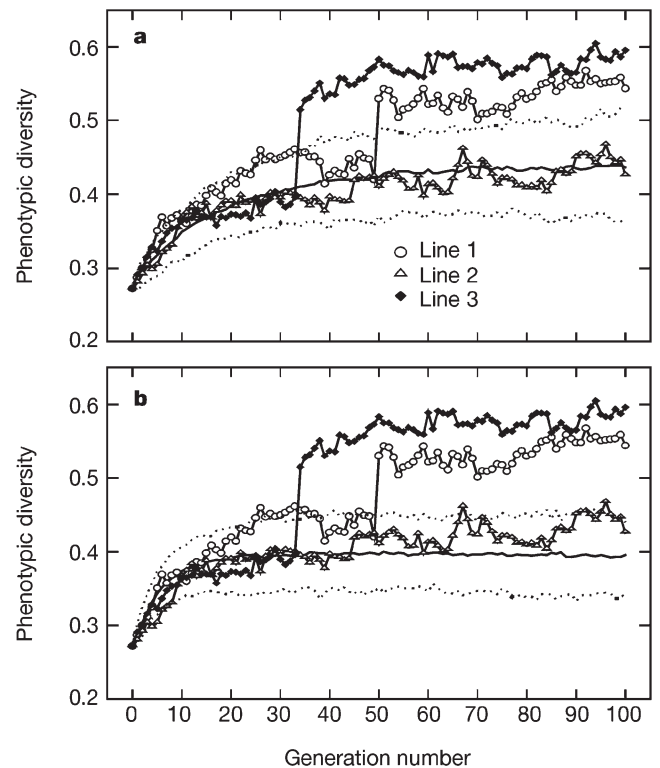 a
0.6
0.5
0.4
0.3
0.2
Phenotypic diversity
Line 1
Line 2
Line 3
b
0.6
0.5
0.4
0.3
0.2
Phenotypic diversity
0 10 20 30 40 50 60 70 80 90 100
Generation number